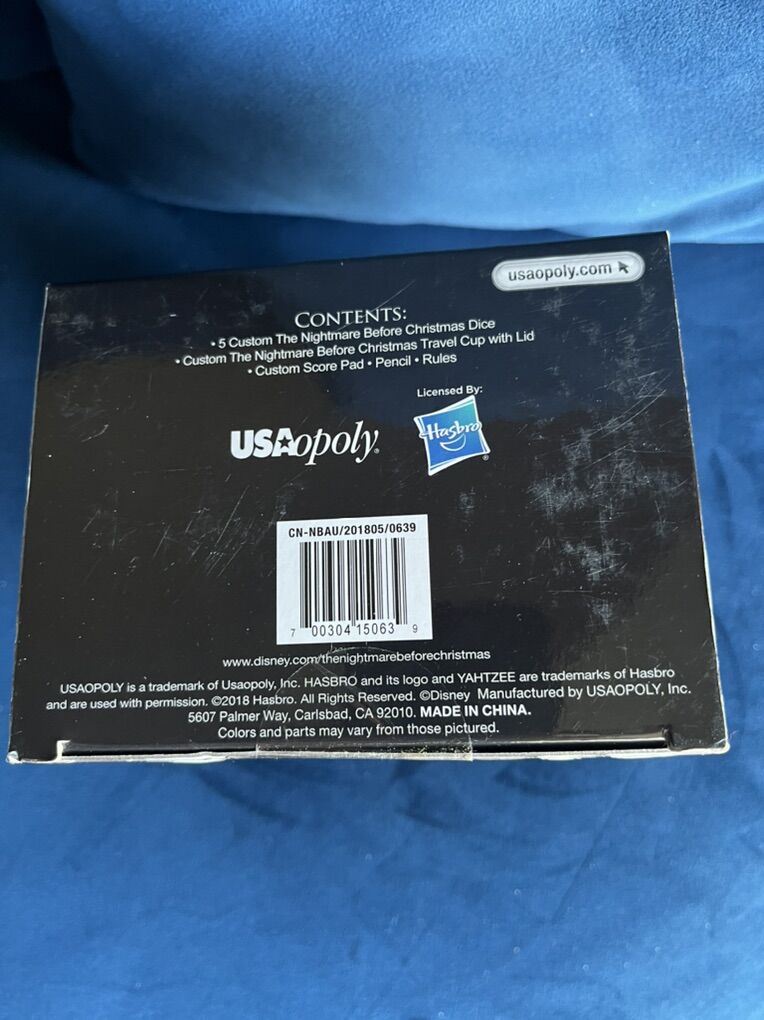 usaopoly.com
CONTENTS:
• 5 Custom The Nightmare Before Christmas Dice
• Custom The Nightmare Before Christmas Travel Cup with Lid
• Custom Score Pad • Pencil • Rules
Licensed By:
USAopoly®
Hasbro®
CN-NBAU/201805/0639
7 00304 15063 9
www.disney.com/thenightmarebeforechristmas
USAOPOLY is a trademark of Usaopoly, Inc. HASBRO and its logo and YAHTZEE are trademarks of Hasbro
and are used with permission. ©2018 Hasbro. All Rights Reserved. ©Disney Manufactured by USAOPOLY, Inc.
5607 Palmer Way, Carlsbad, CA 92010. MADE IN CHINA.
Colors and parts may vary from those pictured.